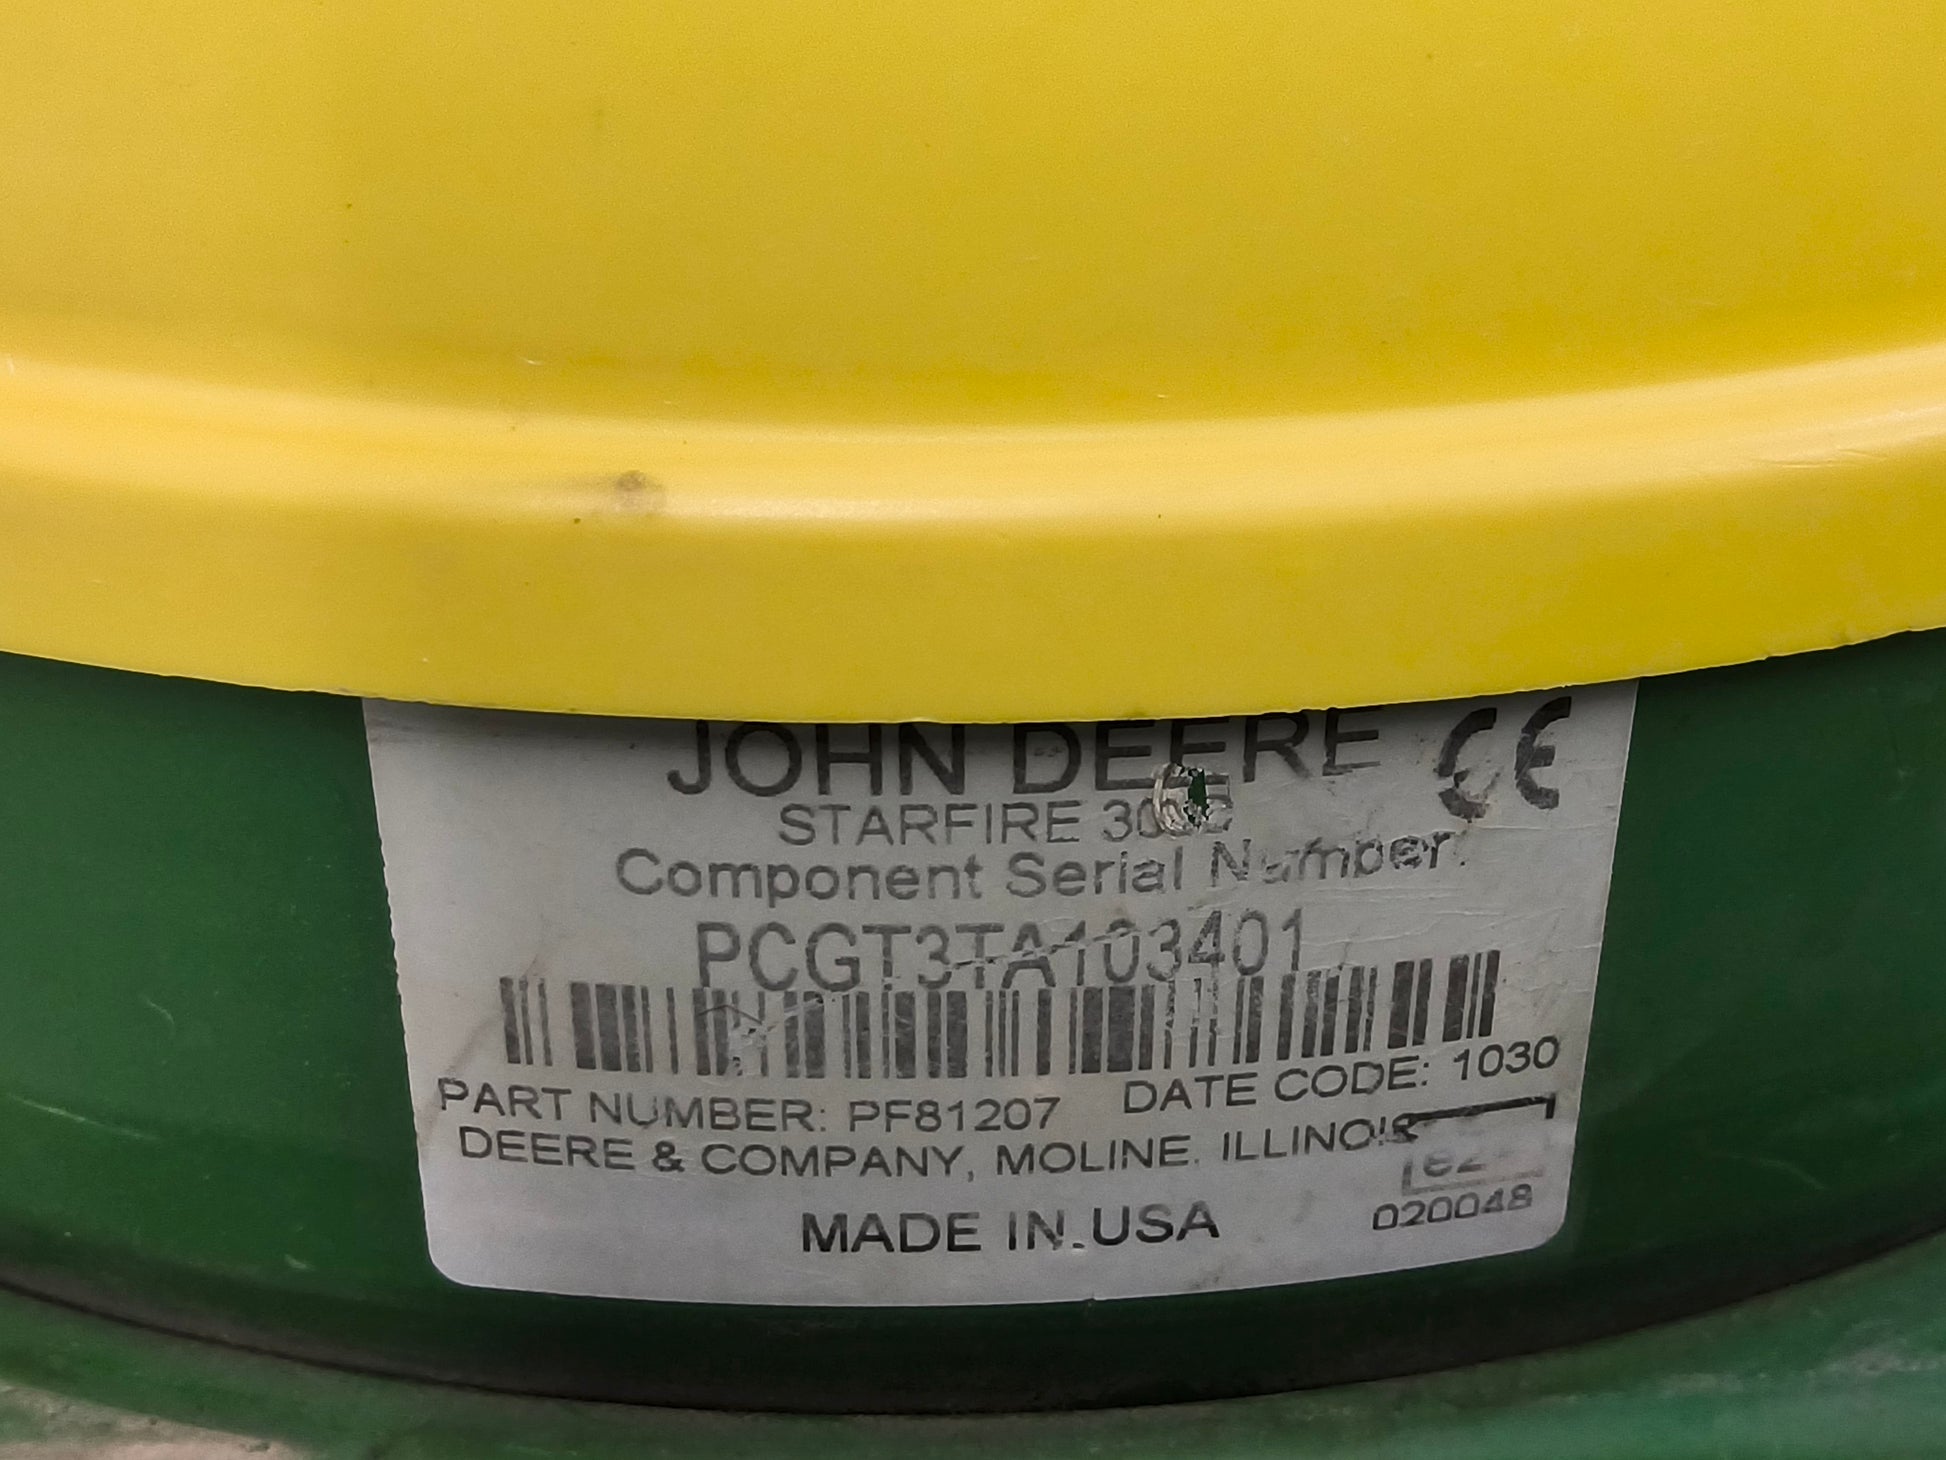 JOHN DEERE CE
STARFIRE 3000
Component Serial Number:
PCGT3TA103401
PART NUMBER: PF81207 DATE CODE: 1030
DEERE & COMPANY, MOLINE, ILLINOIS
020048
MADE IN USA